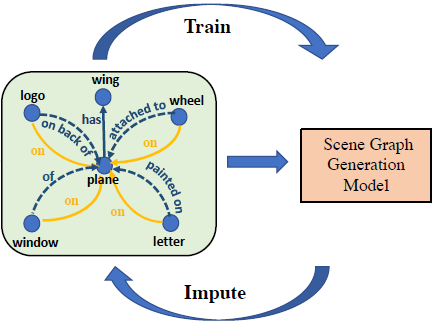 Train
wing
logo
wheel
has
on back of
attached to
on
on
Scene Graph
Generation
Model
plane
of
painted on
on
on
window
letter
Impute